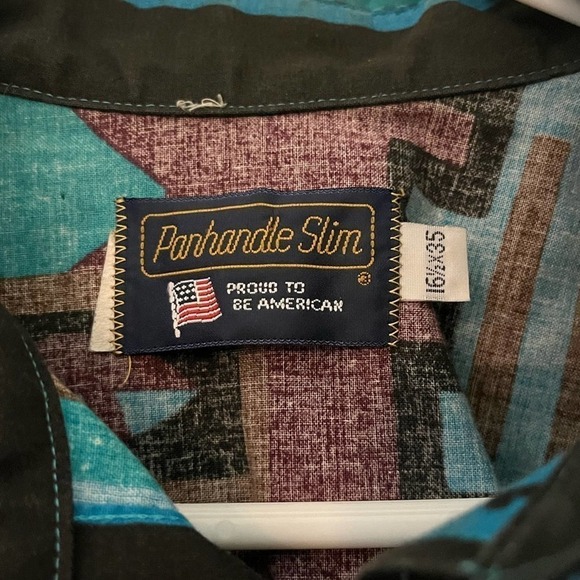 Panhandle Slim
®
PROUD TO
BE AMERICAN
16½x35